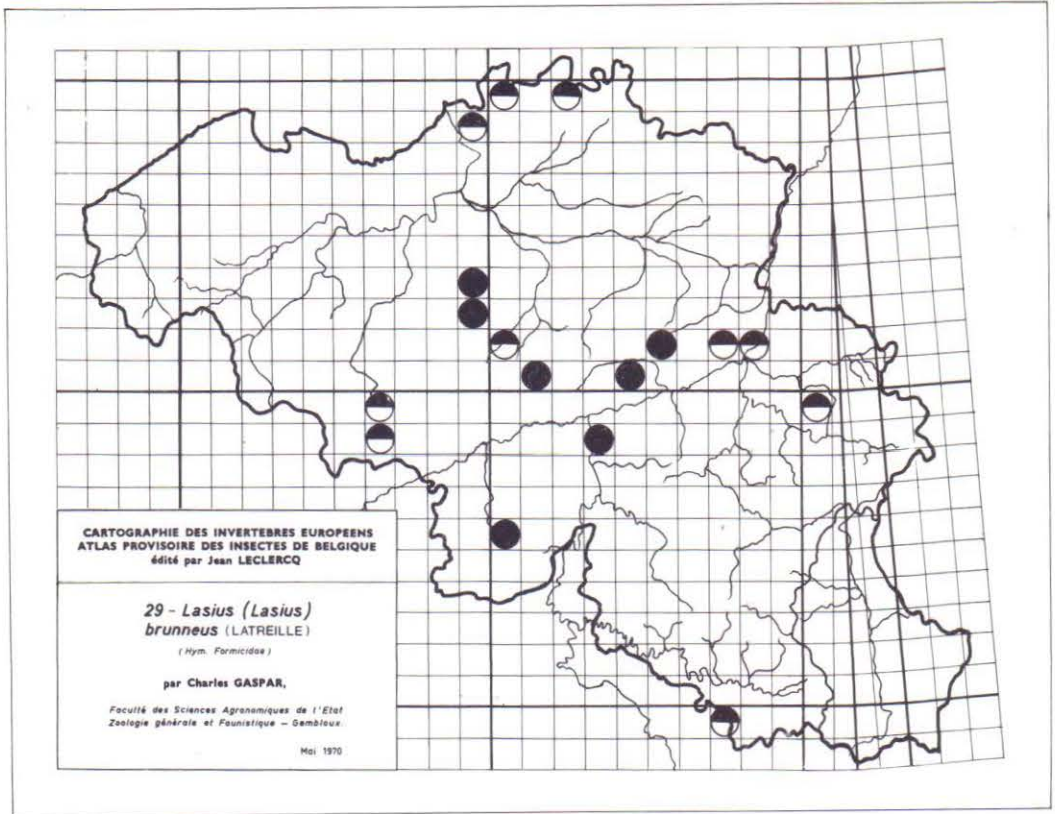 CARTOGRAPHIE DES INVERTEBRES EUROPEENS
ATLAS PROVISOIRE DES INSECTES DE BELGIQUE
édité par Jean LECLERCQ
29 - Lasius (Lasius)
brunneus (LATREILLE)
(Hym. Formicidae)
par Charles GASPAR,
Faculté des Sciences Agronomiques de l'Etat
Zoologie générale et Faunistique – Gembloux.
Mai 1970